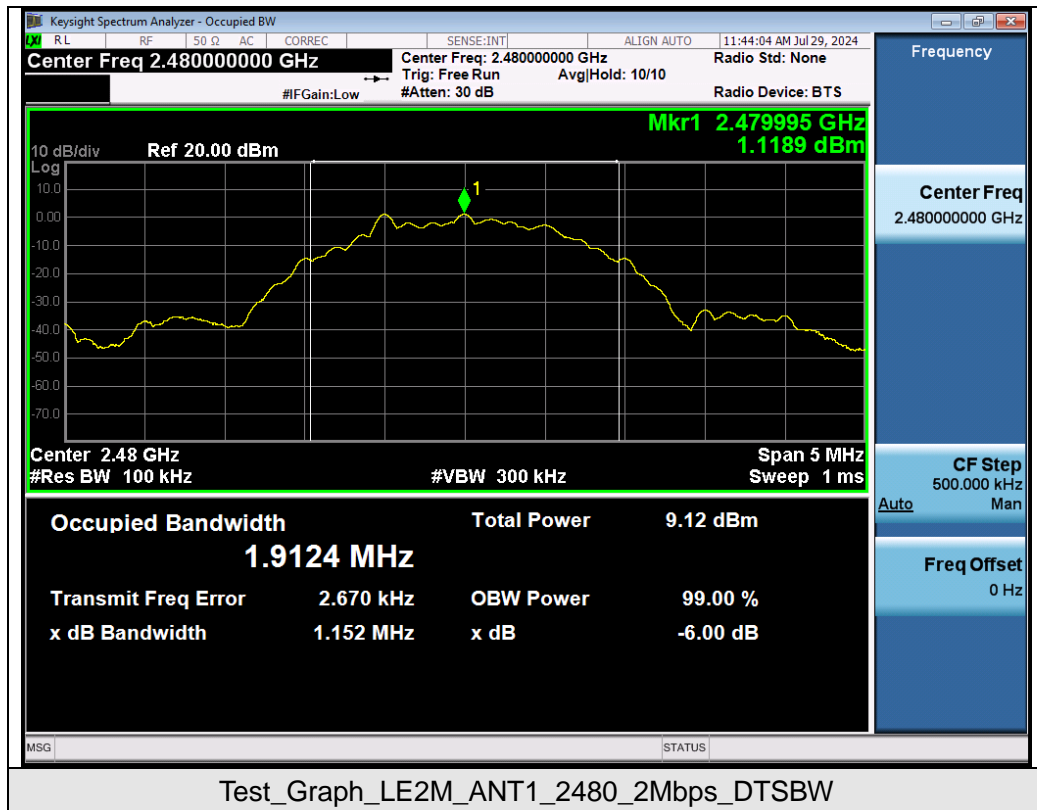 Keysight Spectrum Analyzer - Occupied BW
LXI RL RF 50 Ω AC CORREC SENSE:INT ALIGN AUTO 11:44:04 AM Jul 29, 2024
Center Freq 2.480000000 GHz
Center Freq: 2.480000000 GHz
Radio Std: None
Trig: Free Run Avg|Hold: 10/10
#IFGain:Low
#Atten: 30 dB
Radio Device: BTS
Mkr1 2.479995 GHz
1.1189 dBm
10 dB/div Ref 20.00 dBm
Log
10.0
0.00
-10.0
-20.0
-30.0
-40.0
-50.0
-60.0
-70.0
1
Center 2.48 GHz
Span 5 MHz
#Res BW 100 kHz
#VBW 300 kHz
Sweep 1 ms
Occupied Bandwidth
Total Power 9.12 dBm
1.9124 MHz
Transmit Freq Error 2.670 kHz
OBW Power 99.00 %
x dB Bandwidth 1.152 MHz
x dB -6.00 dB
Frequency
Center Freq
2.480000000 GHz
CF Step
500.000 kHz
Auto Man
Freq Offset
0 Hz
MSG
STATUS
Test_Graph_LE2M_ANT1_2480_2Mbps_DTSBW